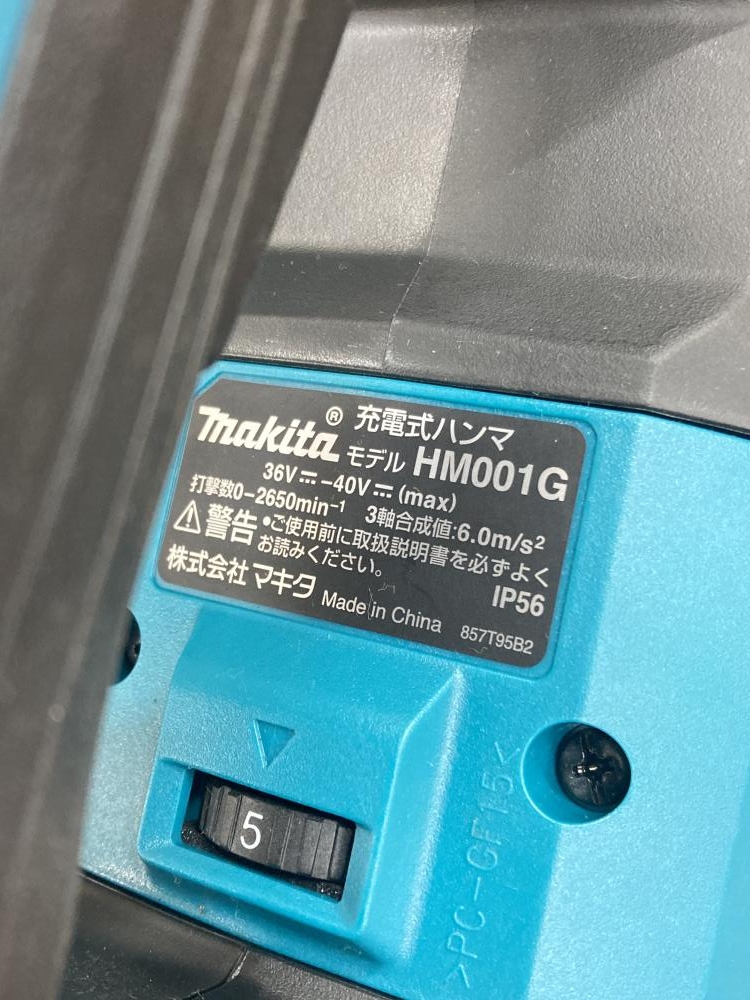 makita® 充電式ハンマ
モデル HM001G
36V⎓-40V⎓(max)
打撃数0-2650min⁻¹ 3軸合成値:6.0m/s²
⚠警告 •ご使用前に取扱説明書を必ずよく
お読みください。
IP56
株式会社 マキタ Made in China 857T95B2
5
>PC-GF15<